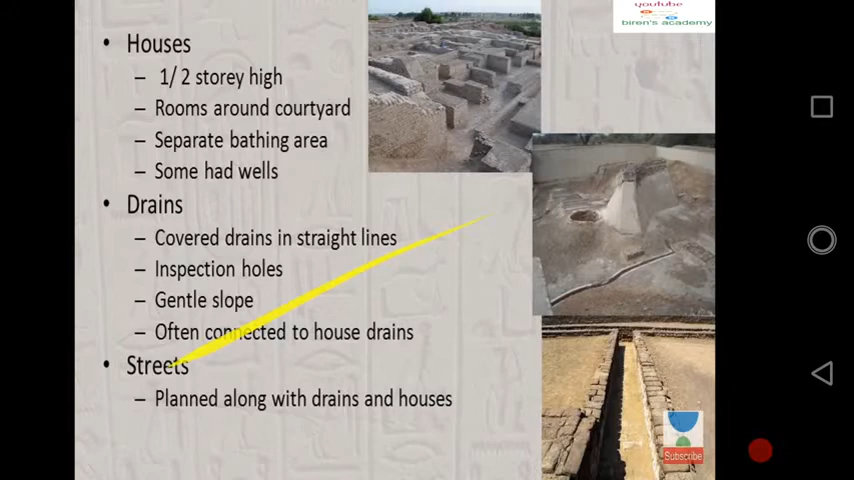 youtube
biren's academy
• Houses
– 1/ 2 storey high
– Rooms around courtyard
– Separate bathing area
– Some had wells
• Drains
– Covered drains in straight lines
– Inspection holes
– Gentle slope
– Often connected to house drains
• Streets
– Planned along with drains and houses
Subscribe